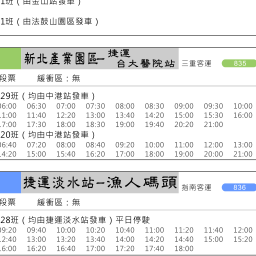 1班（由金山站發車）
1班（由法鼓山園區發車）
新北產業園區－捷運台大醫院站 三重客運 835
段票 緩衝區：無
29班（均由中港站發車）
06:00 06:30 07:00 07:30 08:00 08:30 09:00 09:30 10:00
11:00 11:40 12:20 13:00 13:40 14:20 15:00 15:30 16:00
17:00 17:30 18:00 18:30 19:00 19:40 20:20 21:00
20班（均由中港站發車）
06:40 07:20 08:00 08:40 09:20 10:00 11:00 12:00 13:00
14:20 15:00 15:40 16:20 17:00 18:00 19:00 20:00 21:00
捷運淡水站－漁人碼頭 指南客運 836
段票 緩衝區：無
28班（均由捷運淡水站發車）平日停駛
09:20 09:40 10:00 10:20 10:40 11:00 11:20 11:40 12:00
12:40 13:00 13:20 13:40 14:00 14:20 14:40 15:00 15:20
16:00 16:20 16:40 17:00 17:20 17:40 18:00